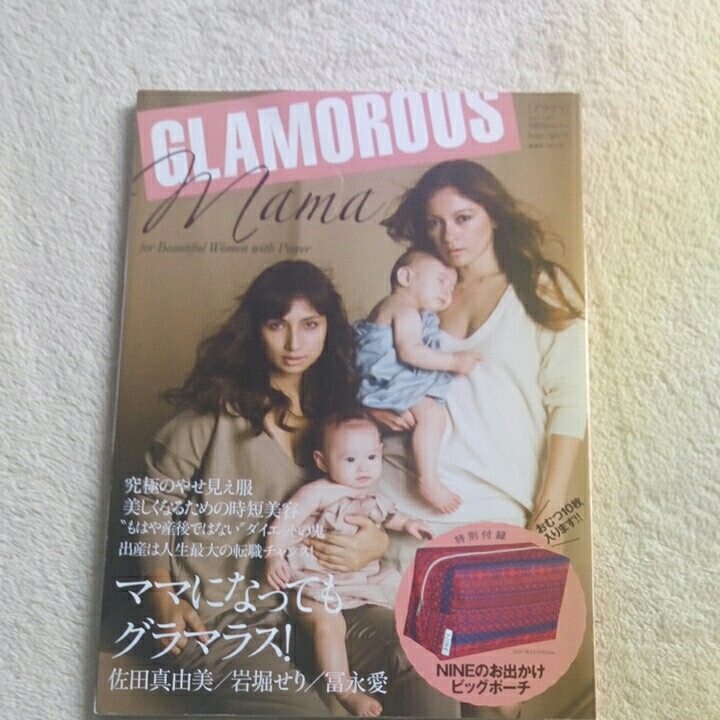 GLAMOROUS
Mama
for Beautiful Women with Power
究極のやせ見え服
美しくなるための時短美容
"もはや産後ではない"ダイエットの鬼
出産は人生最大の転職チャンス!
ママになっても
グラマラス!
佐田真由美/岩堀せり/冨永愛
おむつ10枚
入ります!!
特別付録
NINE
NINEのお出かけ
ビッグポーチ